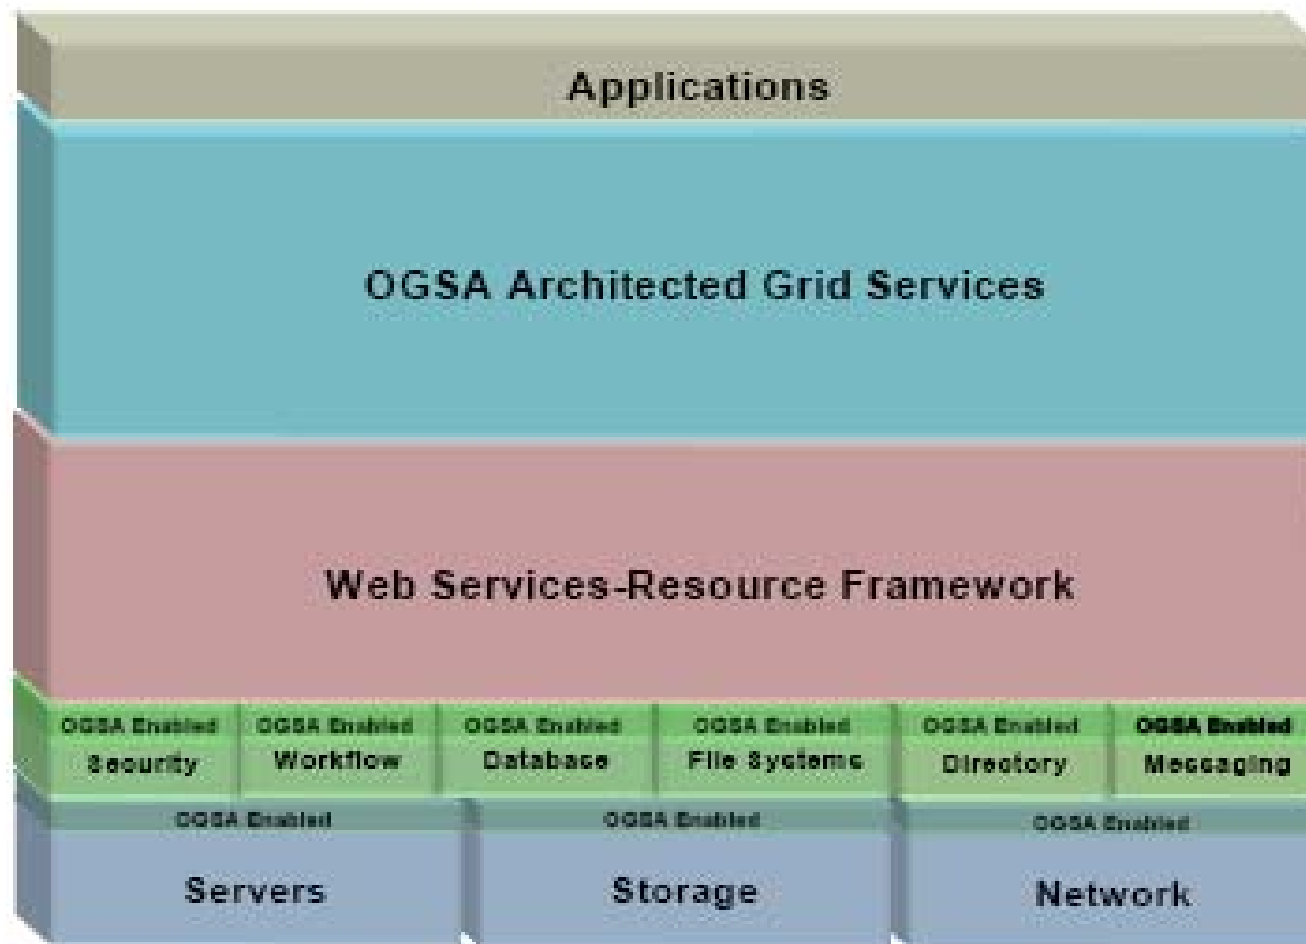 Applications
OGSA Architected Grid Services
Web Services-Resource Framework
OGSA Enabled
Security
OGSA Enabled
Workflow
OGSA Enabled
Database
OGSA Enabled
File Systems
OGSA Enabled
Directory
OGSA Enabled
Messaging
OGSA Enabled
Servers
OGSA Enabled
Storage
OGSA Enabled
Network